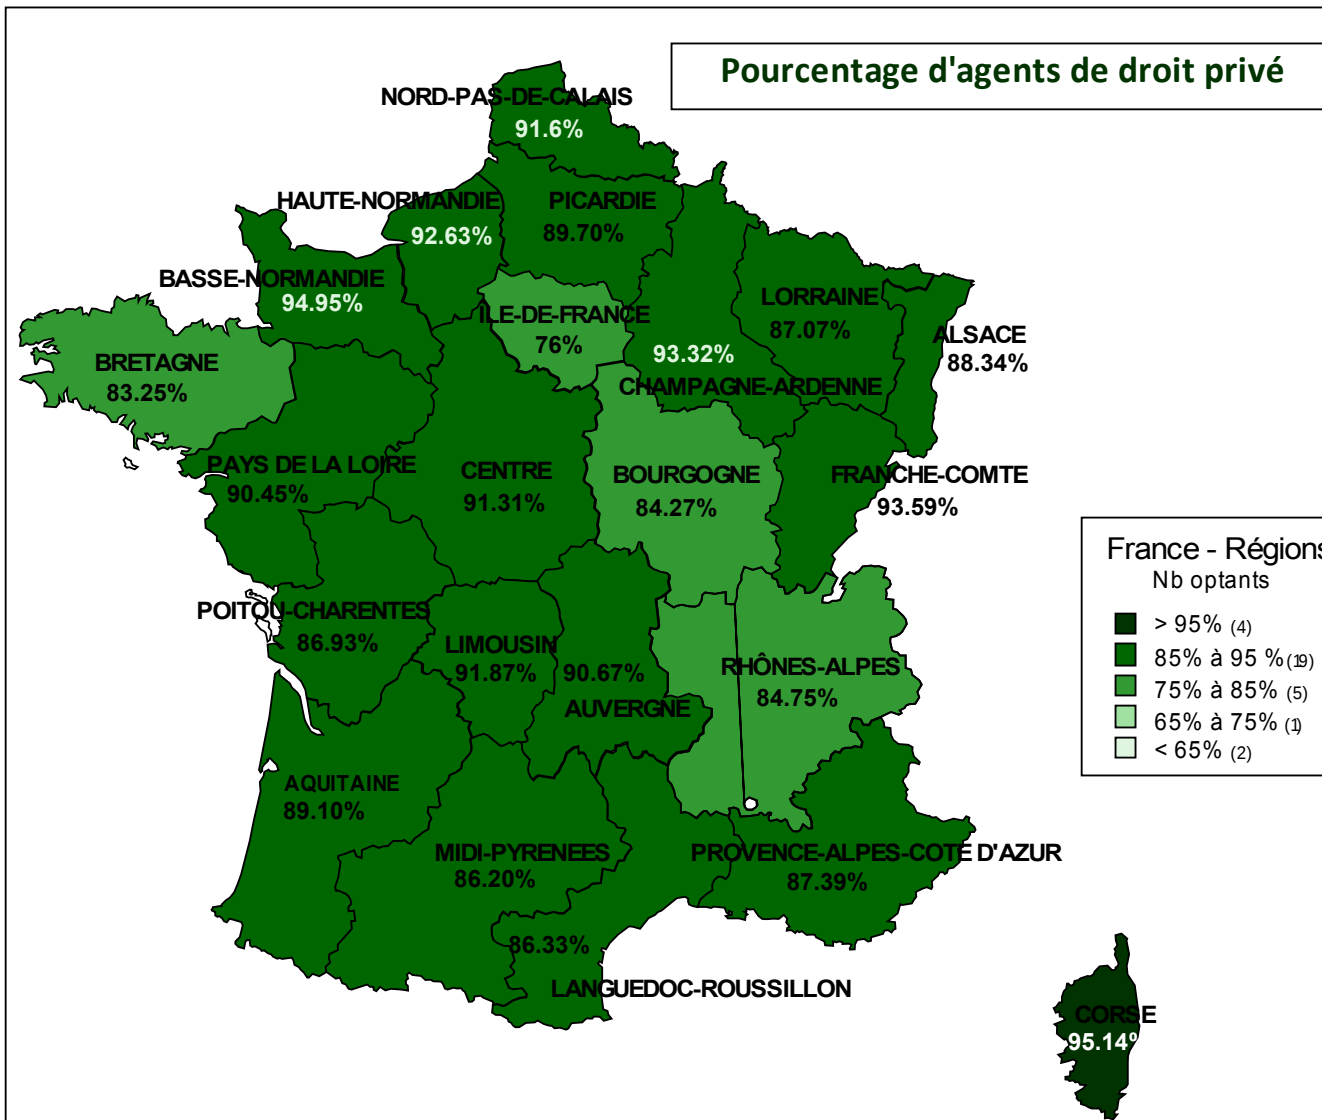 Pourcentage d'agents de droit privé
NORD-PAS-DE-CALAIS
91.6%
HAUTE-NORMANDIE
92.63%
PICARDIE
89.70%
BASSE-NORMANDIE
94.95%
ÎLE-DE-FRANCE
76%
LORRAINE
87.07%
ALSACE
88.34%
BRETAGNE
83.25%
93.32%
CHAMPAGNE-ARDENNE
PAYS DE LA LOIRE
90.45%
CENTRE
91.31%
BOURGOGNE
84.27%
FRANCHE-COMTE
93.59%
POITOU-CHARENTES
86.93%
LIMOUSIN
91.87%
90.67%
AUVERGNE
RHÔNES-ALPES
84.75%
AQUITAINE
89.10%
MIDI-PYRENEES
86.20%
PROVENCE-ALPES-COTE D'AZUR
87.39%
86.33%
LANGUEDOC-ROUSSILLON
CORSE
95.14%
France - Régions
Nb optants
> 95% (4)
85% à 95 % (19)
75% à 85% (5)
65% à 75% (1)
< 65% (2)